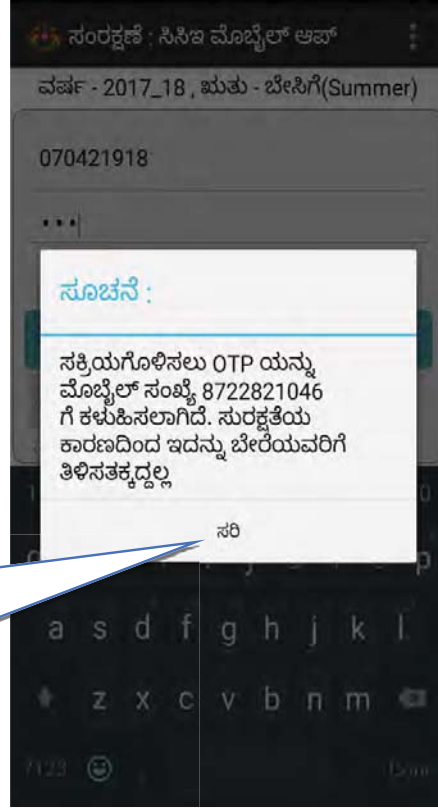 ಸಂರಕ್ಷಣೆ : ಸಿಸಿಇ ಮೊಬೈಲ್ ಆಪ್
ವರ್ಷ - 2017_18 , ಋತು - ಬೇಸಿಗೆ(Summer)
070421918
•••
ಸೂಚನೆ :
ಸಕ್ರಿಯಗೊಳಿಸಲು OTP ಯನ್ನು
ಮೊಬೈಲ್ ಸಂಖ್ಯೆ 8722821046
ಗೆ ಕಳುಹಿಸಲಾಗಿದೆ. ಸುರಕ್ಷತೆಯ
ಕಾರಣದಿಂದ ಇದನ್ನು ಬೇರೆಯವರಿಗೆ
ತಿಳಿಸತಕ್ಕದ್ದಲ್ಲ
ಸರಿ
a s d f g h j k l
z x c v b n m
?123